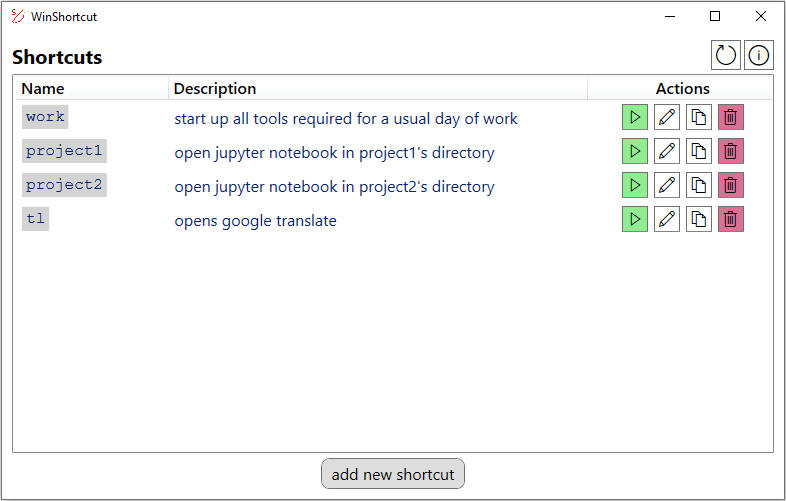 WinShortcut
Shortcuts
Name Description Actions
work start up all tools required for a usual day of work
project1 open jupyter notebook in project1's directory
project2 open jupyter notebook in project2's directory
tl opens google translate
add new shortcut